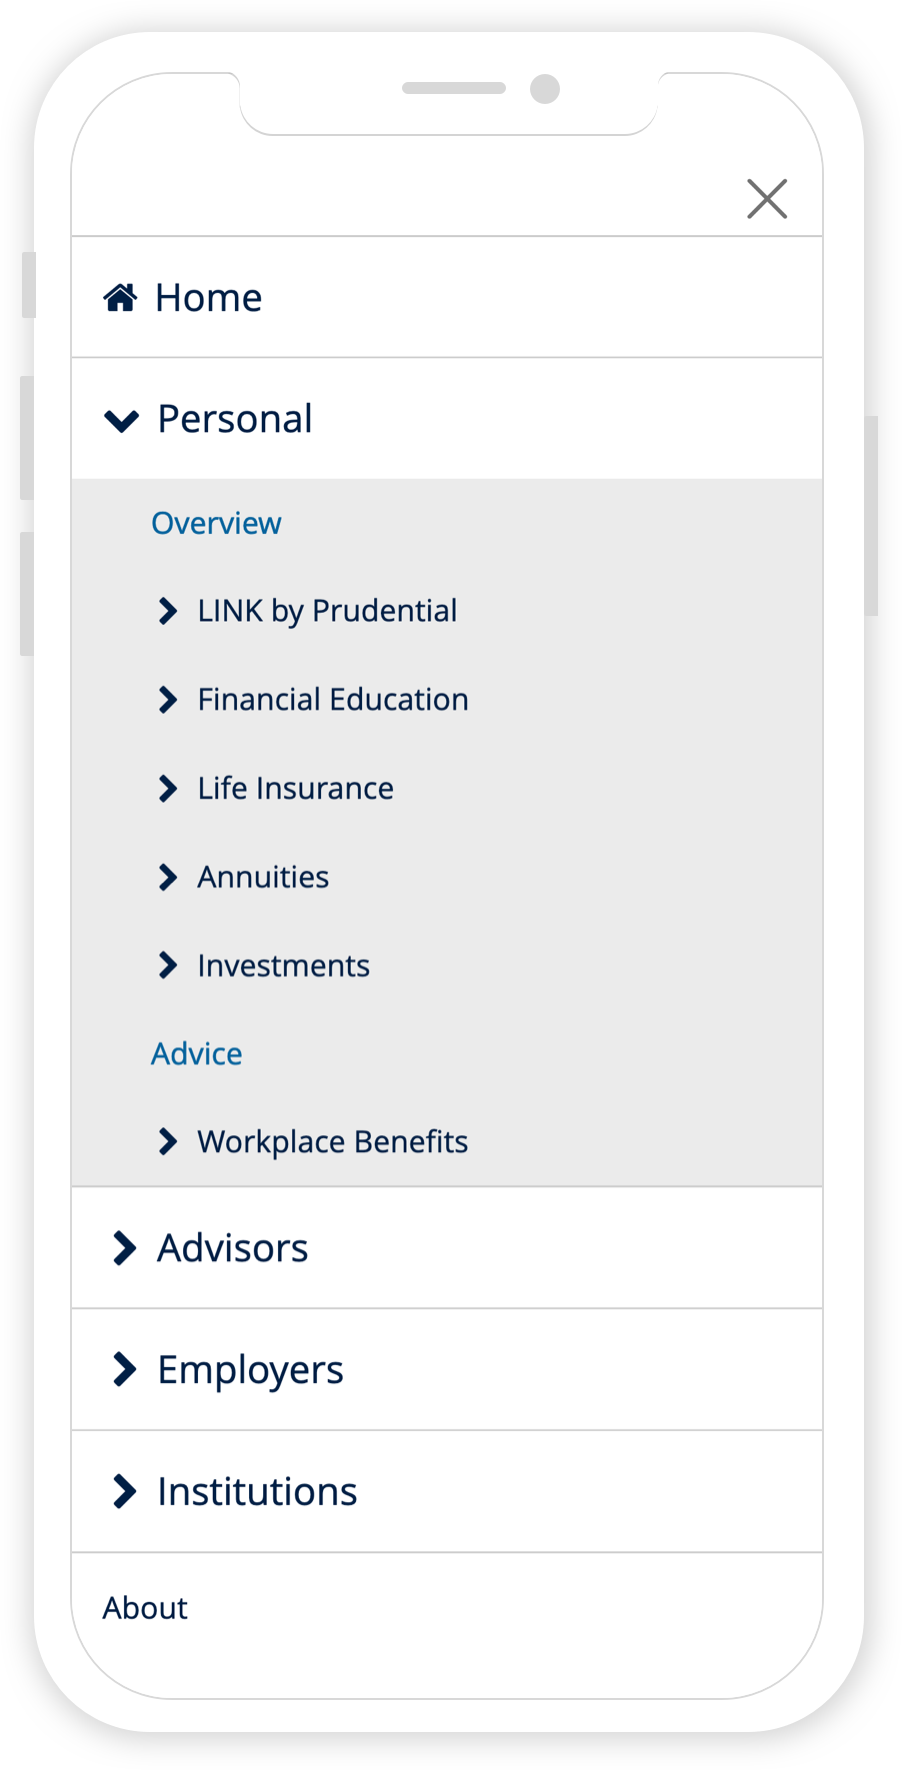 Home
Personal
Overview
LINK by Prudential
Financial Education
Life Insurance
Annuities
Investments
Advice
Workplace Benefits
Advisors
Employers
Institutions
About